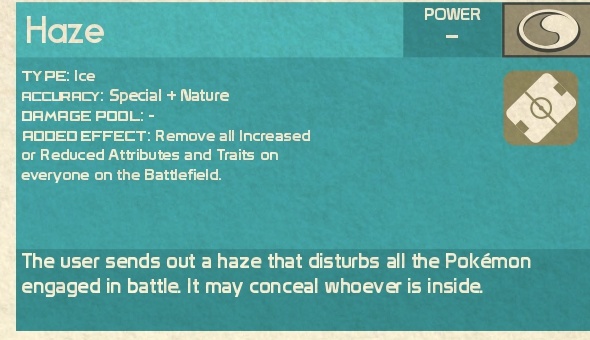 Haze
POWER
–
TYPE: Ice
ACCURACY: Special + Nature
DAMAGE POOL: -
ADDED EFFECT: Remove all Increased
or Reduced Attributes and Traits on
everyone on the Battlefield.
The user sends out a haze that disturbs all the Pokémon
engaged in battle. It may conceal whoever is inside.